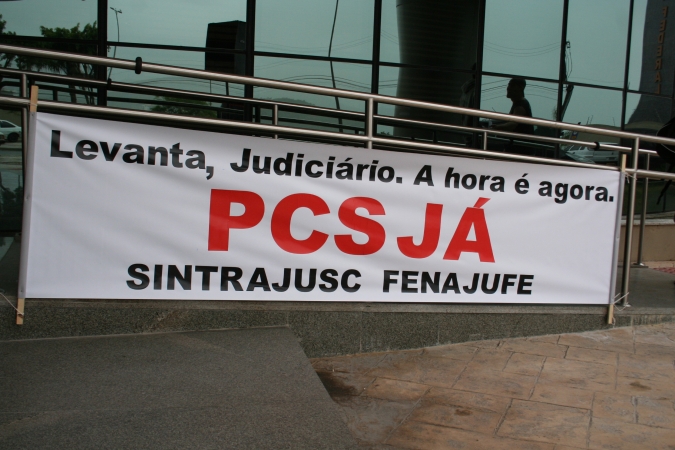 Levanta, Judiciário. A hora é agora.
PCS JÁ
SINTRAJUSC FENAJUFE